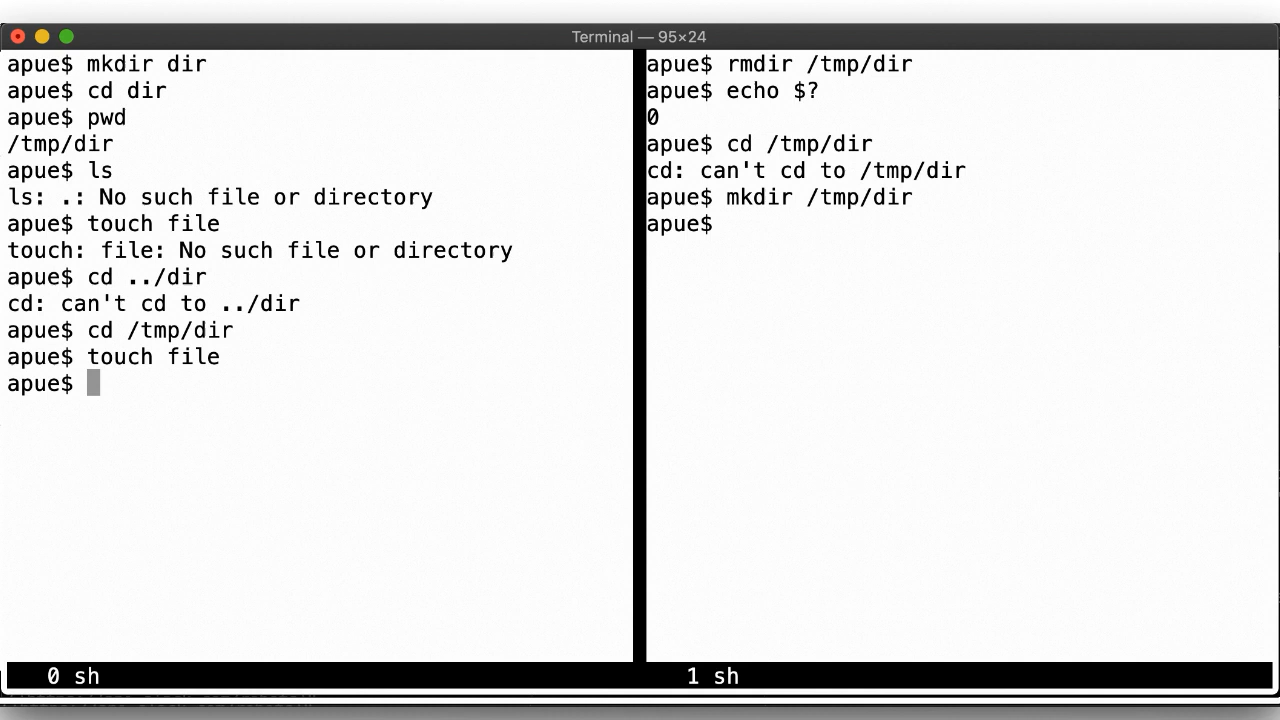 Terminal — 95×24
apue$ mkdir dir
apue$ cd dir
apue$ pwd
/tmp/dir
apue$ ls
ls: .: No such file or directory
apue$ touch file
touch: file: No such file or directory
apue$ cd ../dir
cd: can't cd to ../dir
apue$ cd /tmp/dir
apue$ touch file
apue$
apue$ rmdir /tmp/dir
apue$ echo $?
0
apue$ cd /tmp/dir
cd: can't cd to /tmp/dir
apue$ mkdir /tmp/dir
apue$
0 sh
1 sh